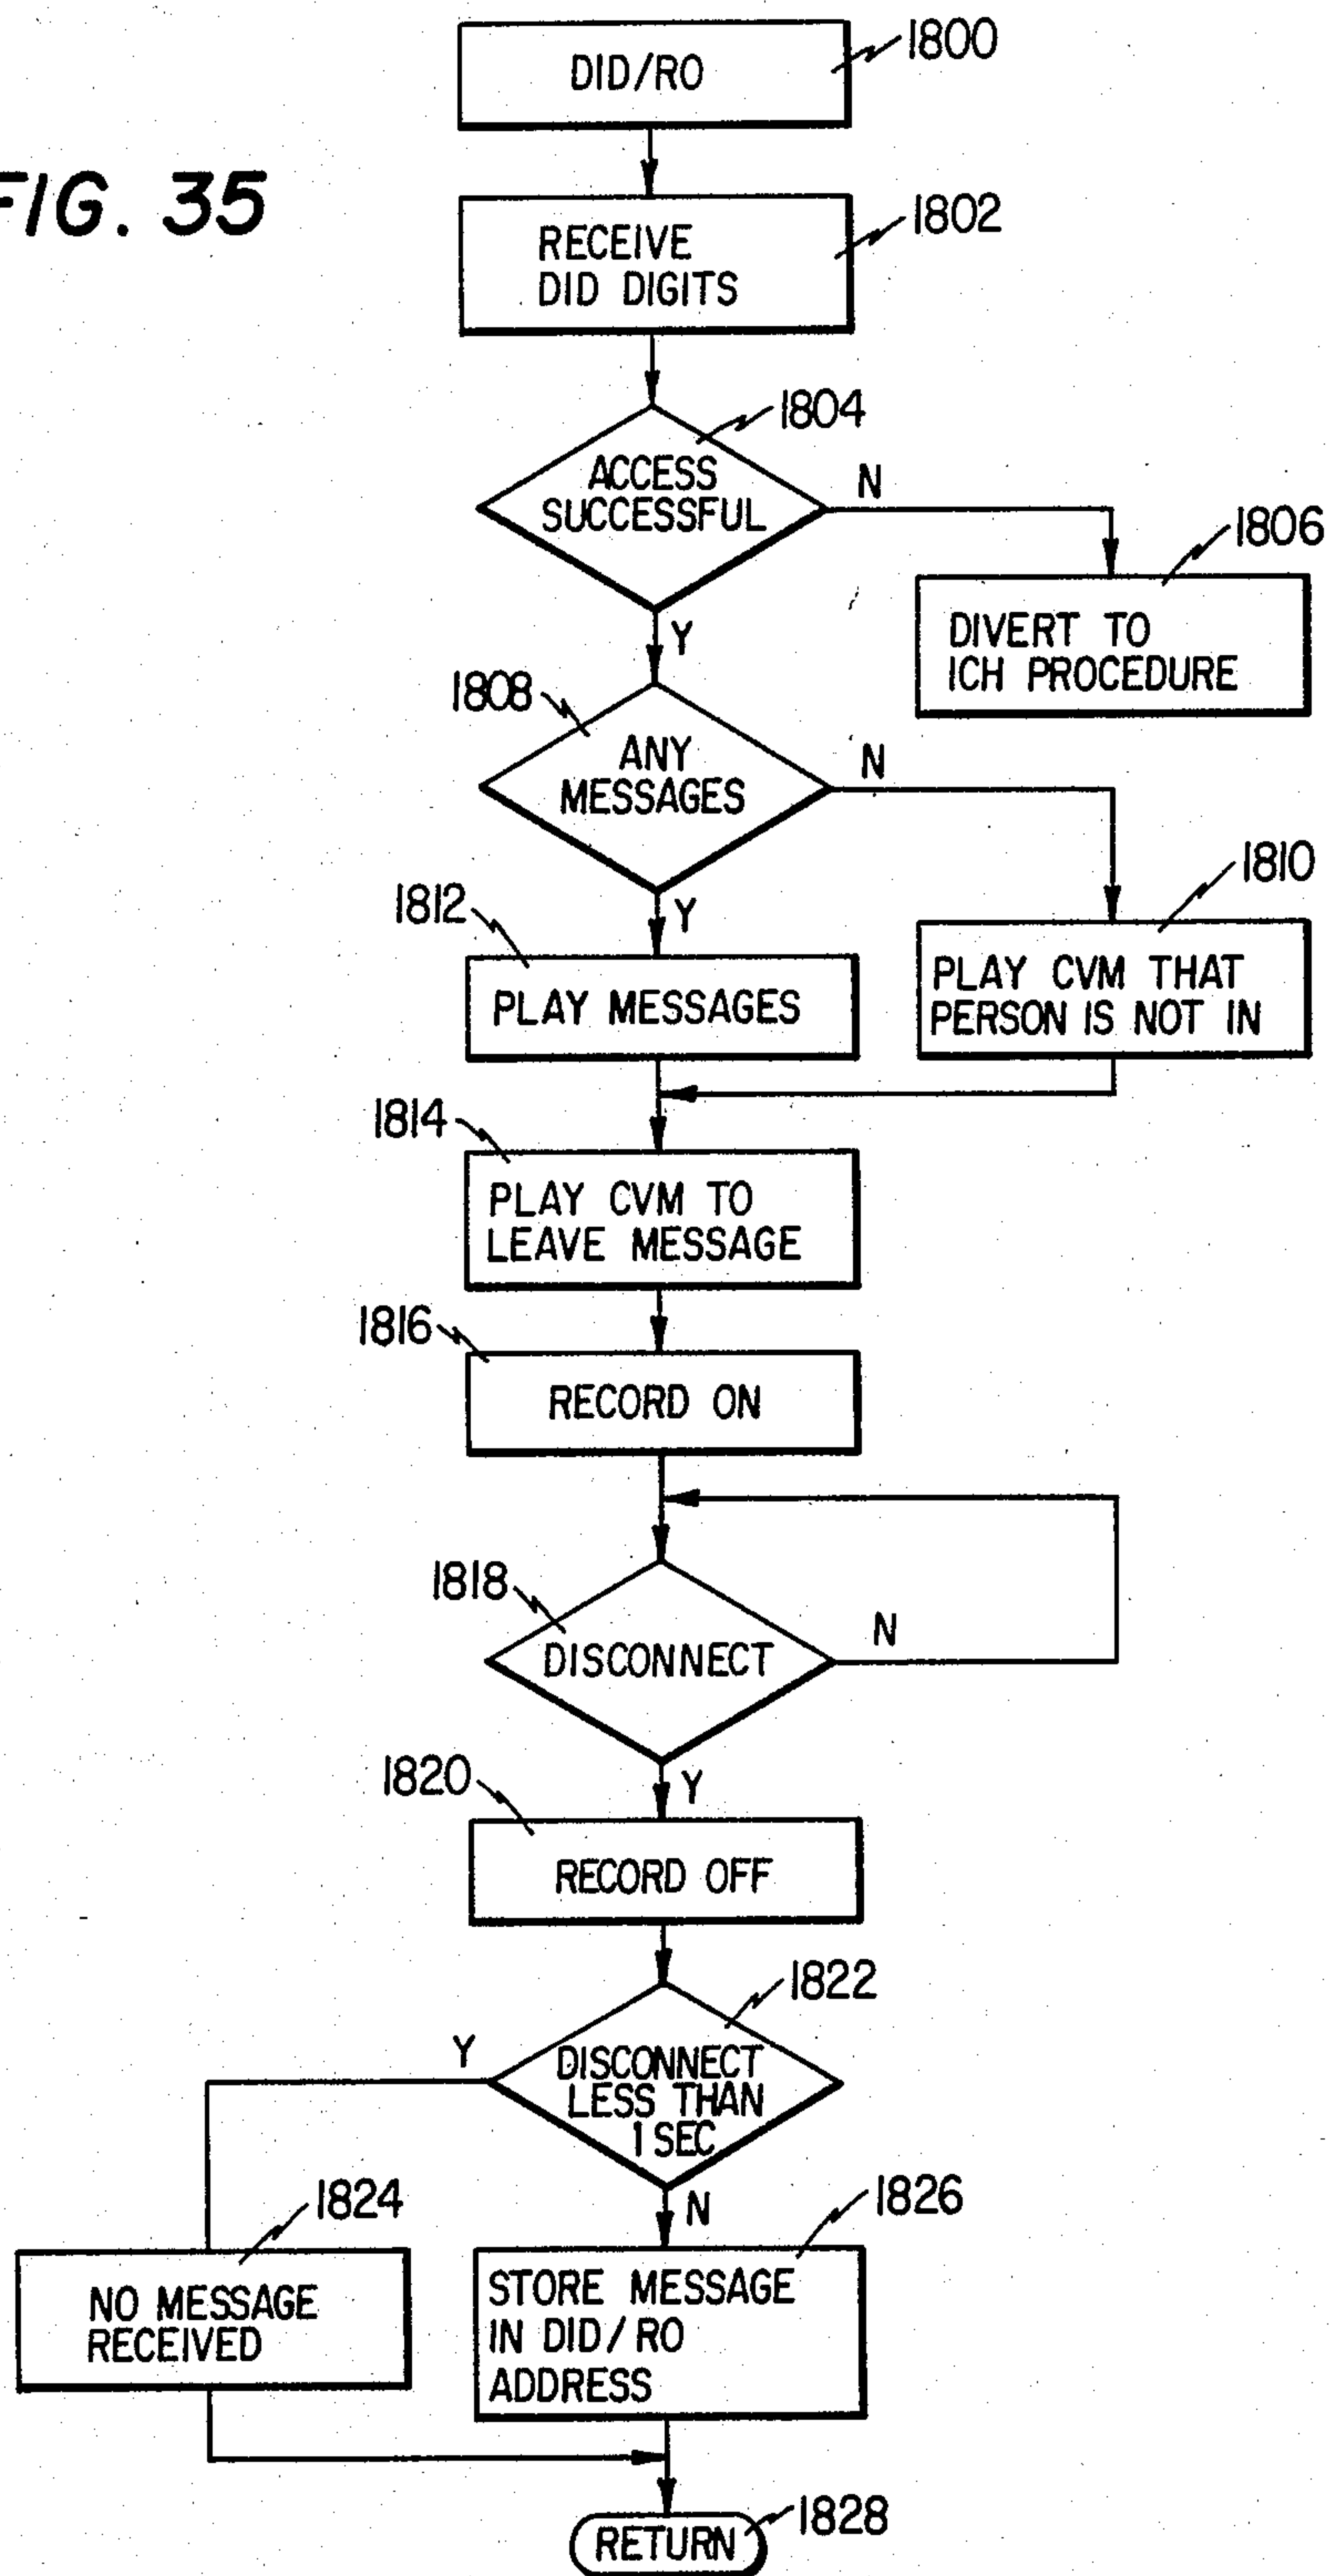 FIG. 35
DID/RO
1800
RECEIVE
DID DIGITS
1802
1804
ACCESS
SUCCESSFUL
N
1806
DIVERT TO
ICH PROCEDURE
Y
1808
ANY
MESSAGES
N
1810
PLAY CVM THAT
PERSON IS NOT IN
1812
Y
PLAY MESSAGES
1814
PLAY CVM TO
LEAVE MESSAGE
1816
RECORD ON
1818
DISCONNECT
N
1820
Y
RECORD OFF
1822
Y
DISCONNECT
LESS THAN
1 SEC
1824
NO MESSAGE
RECEIVED
N
1826
STORE MESSAGE
IN DID/RO
ADDRESS
RETURN
1828